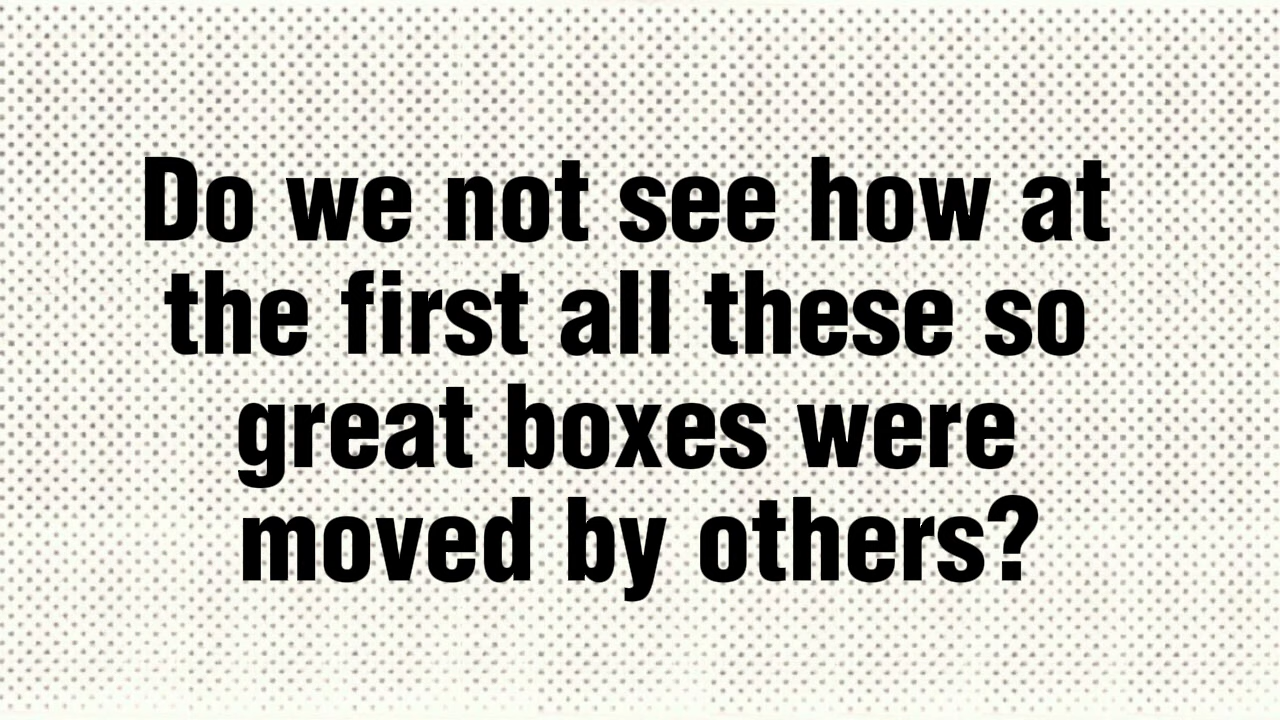 Do we not see how at
the first all these so
great boxes were
moved by others?